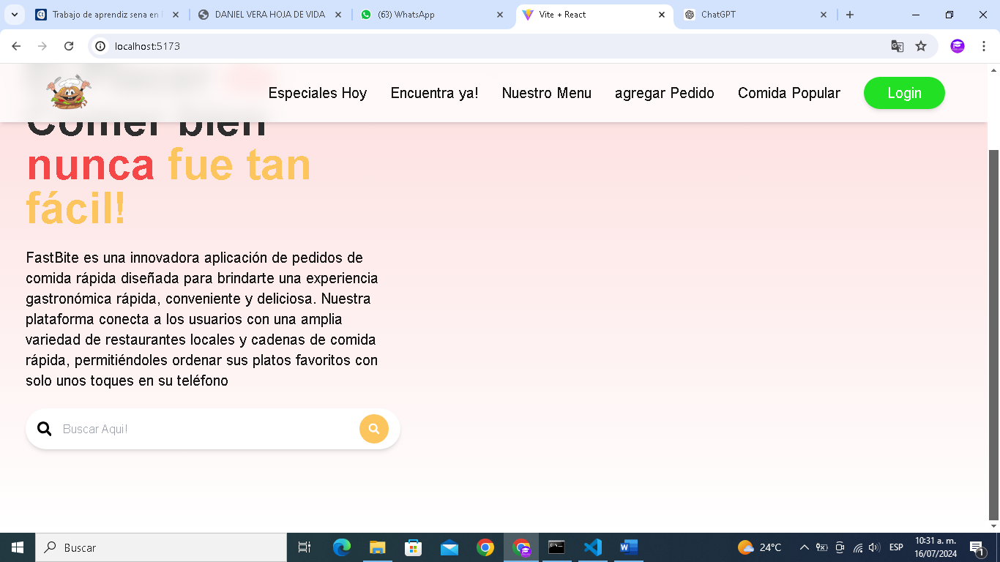 Trabajo de aprendiz sena en
DANIEL VERA HOJA DE VIDA
(63) WhatsApp
Vite + React
ChatGPT
localhost:5173
Especiales Hoy
Encuentra ya!
Nuestro Menu
agregar Pedido
Comida Popular
Login
Comer bien
nunca fue tan
fácil!
FastBite es una innovadora aplicación de pedidos de
comida rápida diseñada para brindarte una experiencia
gastronómica rápida, conveniente y deliciosa. Nuestra
plataforma conecta a los usuarios con una amplia
variedad de restaurantes locales y cadenas de comida
rápida, permitiéndoles ordenar sus platos favoritos con
solo unos toques en su teléfono
Buscar Aqui!
Buscar
24°C
ESP
10:31 a. m.
16/07/2024
1